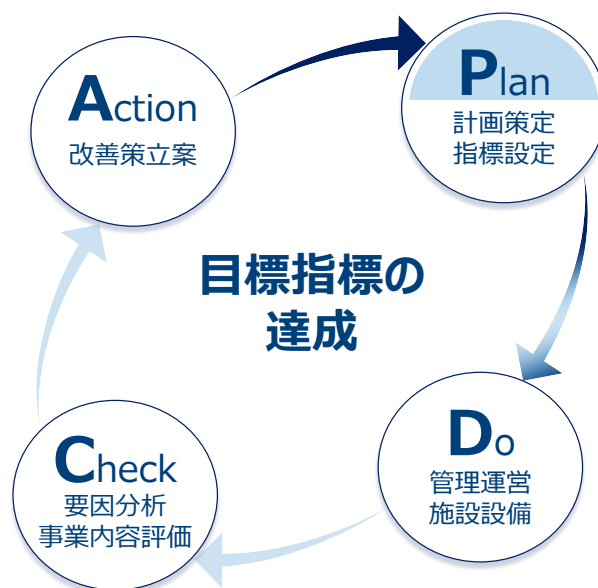 Plan
計画策定
指標設定
Action
改善策立案
目標指標の
達成
Do
管理運営
施設設備
Check
要因分析
事業内容評価